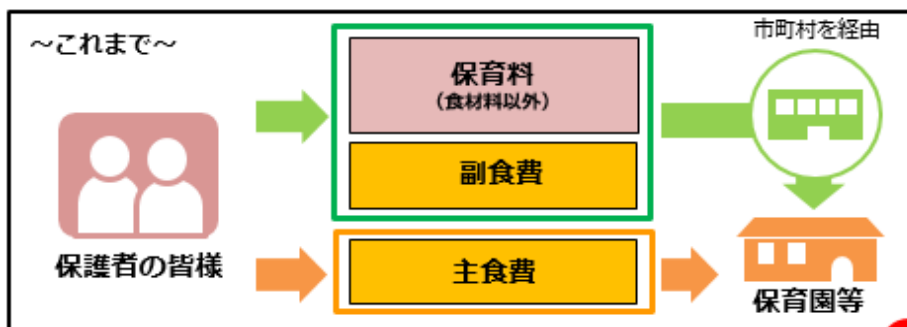 ～これまで～
市町村を経由
保育料
（食材料以外）
副食費
保護者の皆様
主食費
保育園等